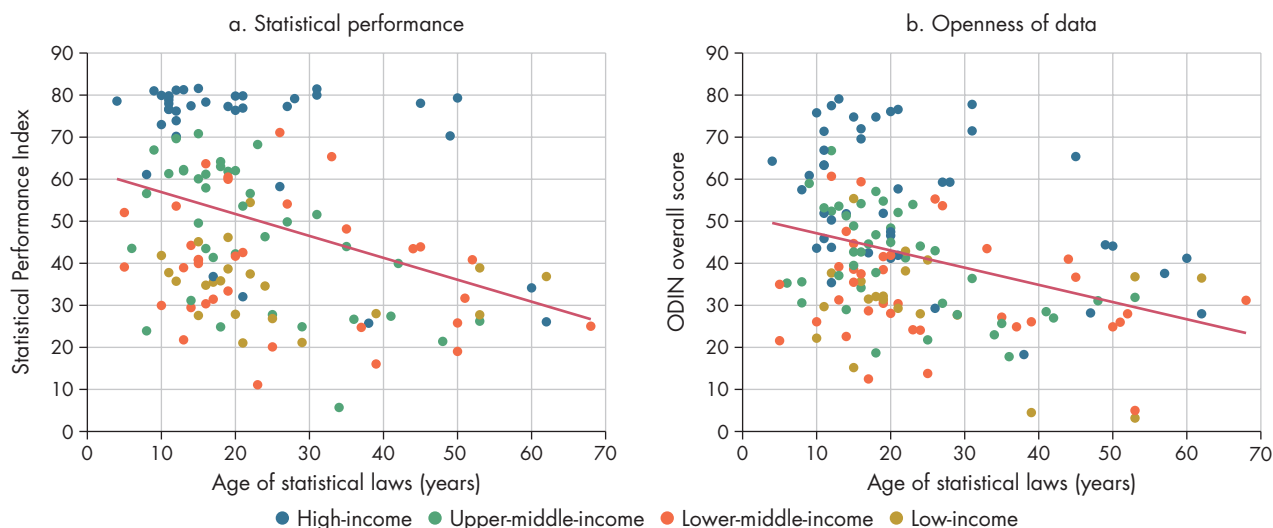 a. Statistical performance
Statistical Performance Index
90
80
70
60
50
40
30
20
10
0
0 10 20 30 40 50 60 70
Age of statistical laws (years)
b. Openness of data
ODIN overall score
90
80
70
60
50
40
30
20
10
0
0 10 20 30 40 50 60 70
Age of statistical laws (years)
High-income Upper-middle-income Lower-middle-income Low-income